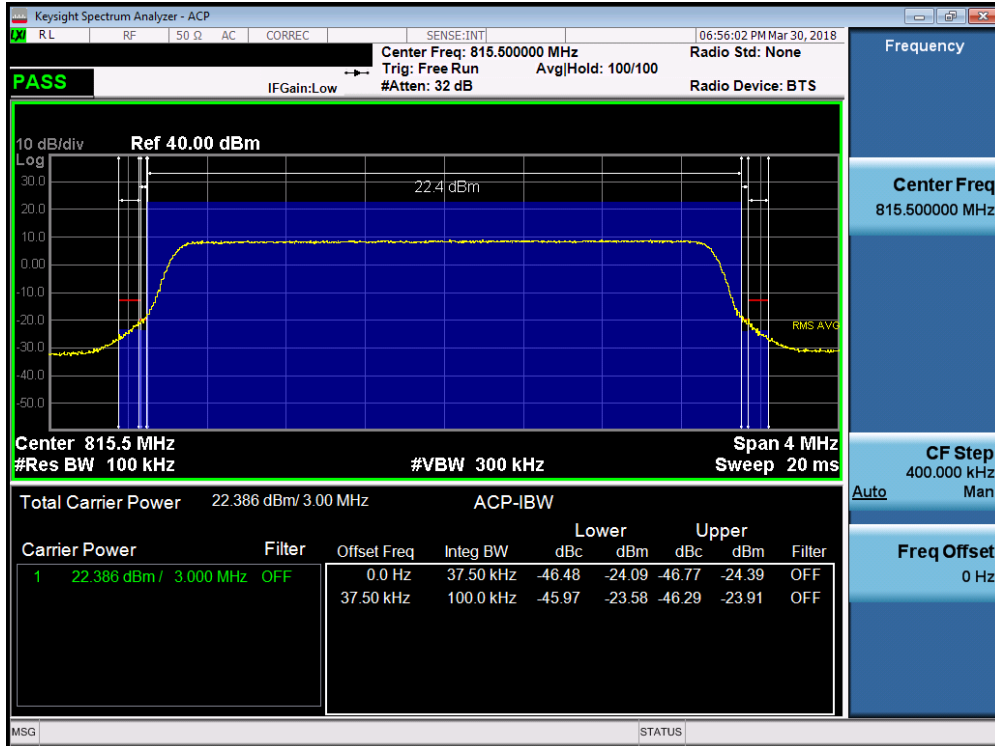 Keysight Spectrum Analyzer - ACP
LXI RL RF 50 Ω AC CORREC SENSE:INT 06:56:02 PM Mar 30, 2018
Center Freq: 815.500000 MHz Radio Std: None
Trig: Free Run Avg|Hold: 100/100
PASS IFGain:Low #Atten: 32 dB Radio Device: BTS
10 dB/div Ref 40.00 dBm
Log
30.0
22.4 dBm
20.0
10.0
0.00
-10.0
-20.0
RMS AVG
-30.0
-40.0
-50.0
Center 815.5 MHz Span 4 MHz
#Res BW 100 kHz #VBW 300 kHz Sweep 20 ms
Total Carrier Power 22.386 dBm/ 3.00 MHz ACP-IBW
Lower Upper
Carrier Power Filter Offset Freq Integ BW dBc dBm dBc dBm Filter
1 22.386 dBm / 3.000 MHz OFF 0.0 Hz 37.50 kHz -46.48 -24.09 -46.77 -24.39 OFF
37.50 kHz 100.0 kHz -45.97 -23.58 -46.29 -23.91 OFF
MSG STATUS
Frequency
Center Freq
815.500000 MHz
CF Step
400.000 kHz
Auto Man
Freq Offset
0 Hz